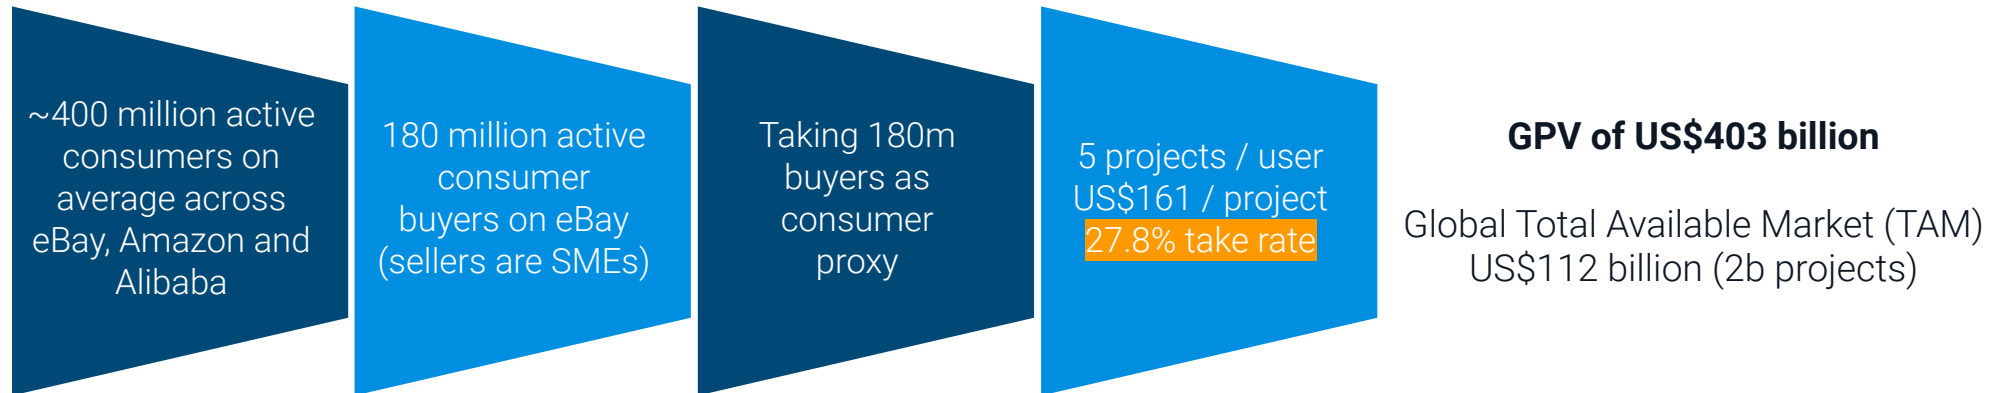 ~400 million active
consumers on
average across
eBay, Amazon and
Alibaba
180 million active
consumer
buyers on eBay
(sellers are SMEs)
Taking 180m
buyers as
consumer
proxy
5 projects / user
US$161 / project
27.8% take rate
GPV of US$403 billion
Global Total Available Market (TAM)
US$112 billion (2b projects)